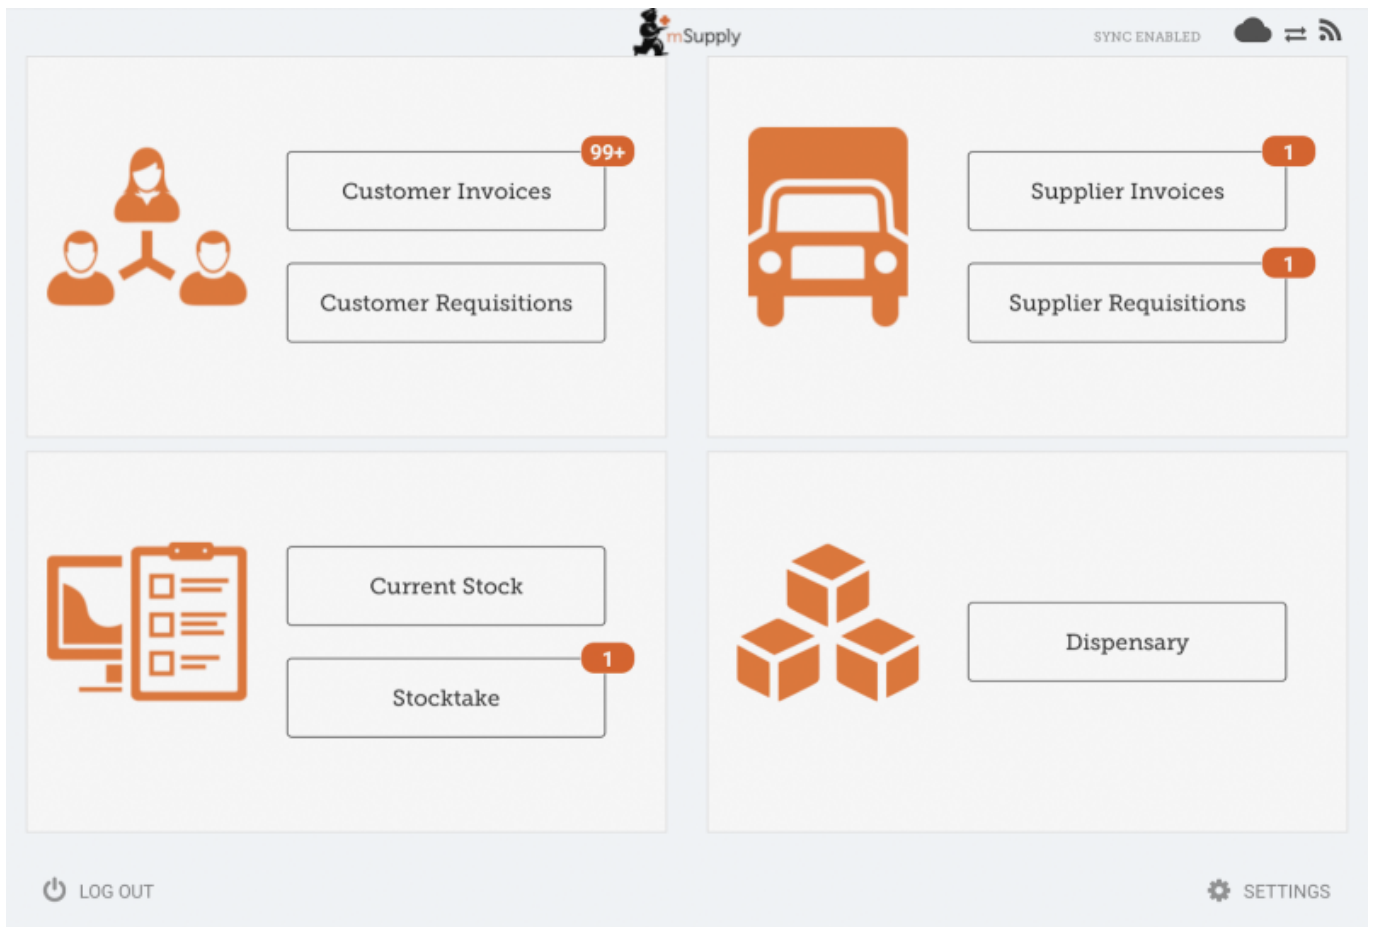 mSupply
SYNC ENABLED
99+
Customer Invoices
Customer Requisitions
1
Supplier Invoices
1
Supplier Requisitions
Current Stock
1
Stocktake
Dispensary
LOG OUT
SETTINGS